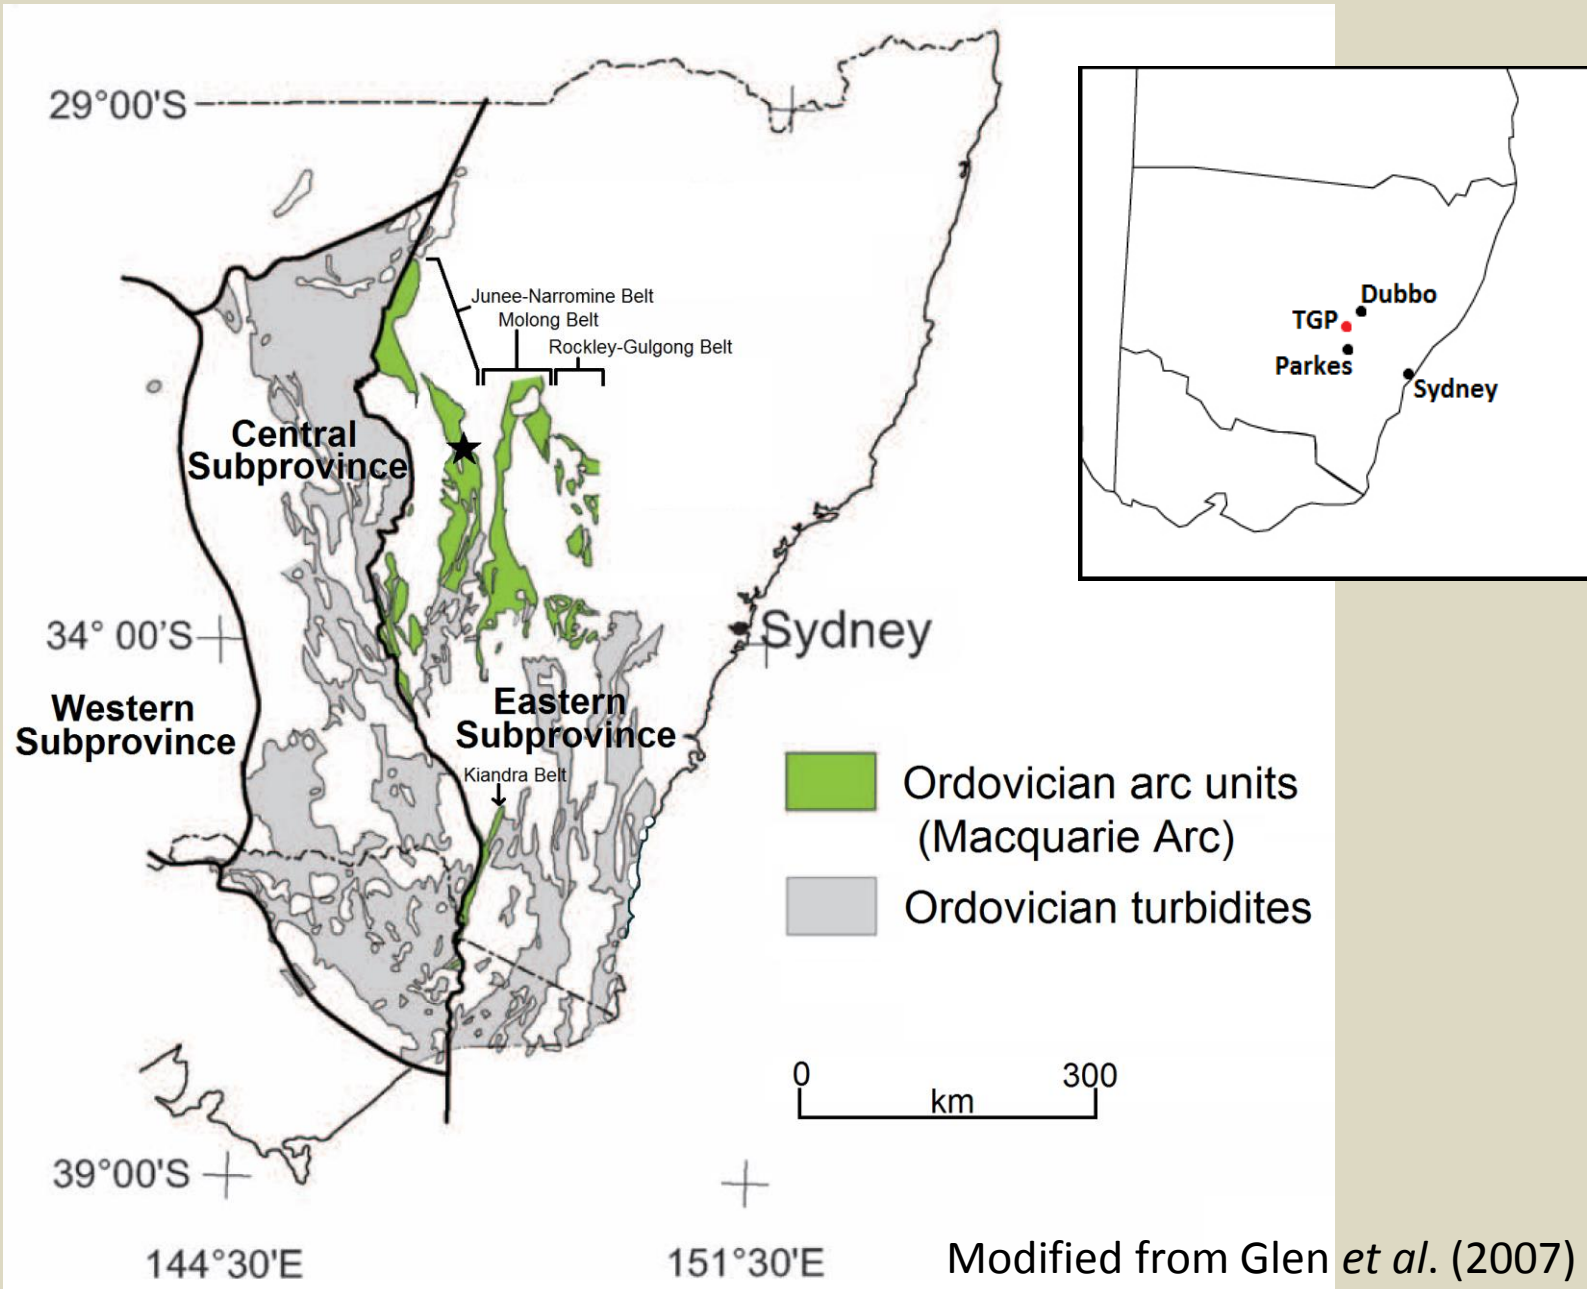 29°00'S
Junee-Narromine Belt
Molong Belt
Rockley-Gulgong Belt
Central
Subprovince
34° 00'S
Sydney
Western
Subprovince
Eastern
Subprovince
Kiandra Belt
Ordovician arc units
(Macquarie Arc)
Ordovician turbidites
0 300
km
39°00'S
144°30'E
151°30'E
Dubbo
TGP
Parkes
Sydney
Modified from Glen et al. (2007)